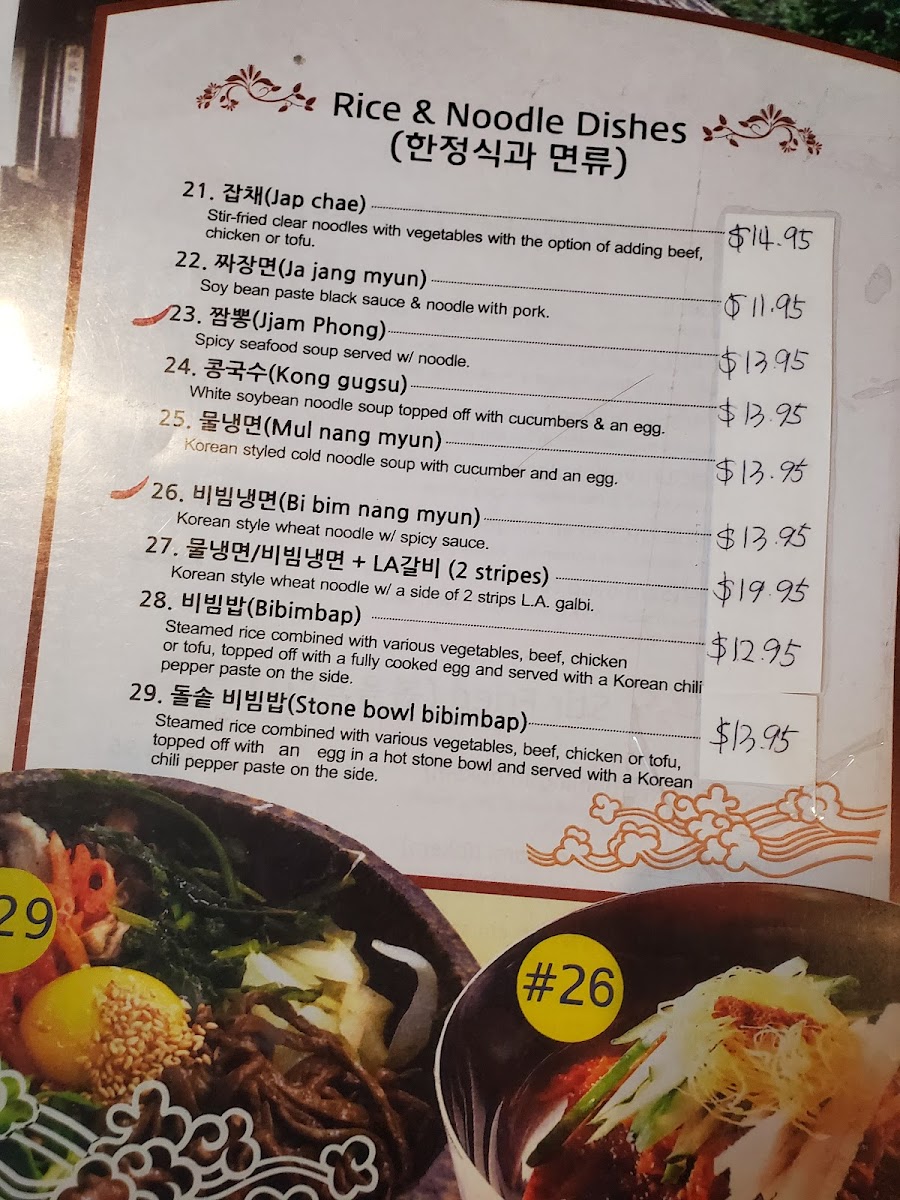 Rice & Noodle Dishes
(한정식과 면류)
21. 잡채(Jap chae) $14.95
Stir-fried clear noodles with vegetables with the option of adding beef,
chicken or tofu.
22. 짜장면(Ja jang myun) $11.95
Soy bean paste black sauce & noodle with pork.
23. 짬뽕(Jjam Phong) $13.95
Spicy seafood soup served w/ noodle.
24. 콩국수(Kong gugsu) $13.95
White soybean noodle soup topped off with cucumbers & an egg.
25. 물냉면(Mul nang myun) $13.95
Korean styled cold noodle soup with cucumber and an egg.
26. 비빔냉면(Bi bim nang myun) $13.95
Korean style wheat noodle w/ spicy sauce.
27. 물냉면/비빔냉면 + LA갈비 (2 stripes) $19.95
Korean style wheat noodle w/ a side of 2 strips L.A. galbi.
28. 비빔밥(Bibimbap) $12.95
Steamed rice combined with various vegetables, beef, chicken
or tofu, topped off with a fully cooked egg and served with a Korean chili
pepper paste on the side.
29. 돌솥 비빔밥(Stone bowl bibimbap) $13.95
Steamed rice combined with various vegetables, beef, chicken or tofu,
topped off with an egg in a hot stone bowl and served with a Korean
chili pepper paste on the side.
29
#26